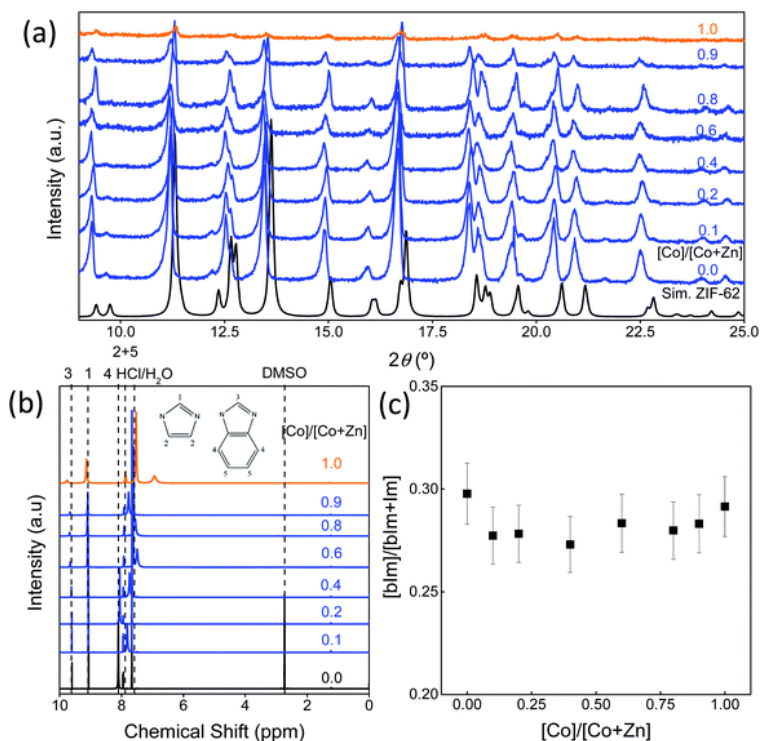 (a)
Intensity (a.u.)
1.0
0.9
0.8
0.6
0.4
0.2
0.1
[Co]/[Co+Zn]
0.0
Sim. ZIF-62
10.0 12.5 15.0 17.5 20.0 22.5 25.0
2θ (°)
(b)
2+5
3 1 4 HCl/H₂O DMSO
1
N N
2 2
3
N N
4 4
5 5
[Co]/[Co+Zn]
1.0
0.9
0.8
0.6
0.4
0.2
0.1
0.0
Intensity (a.u)
10 8 6 4 2 0
Chemical Shift (ppm)
(c)
0.35
0.30
0.25
0.20
[bIm]/[bIm+Im]
0.00 0.25 0.50 0.75 1.00
[Co]/[Co+Zn]